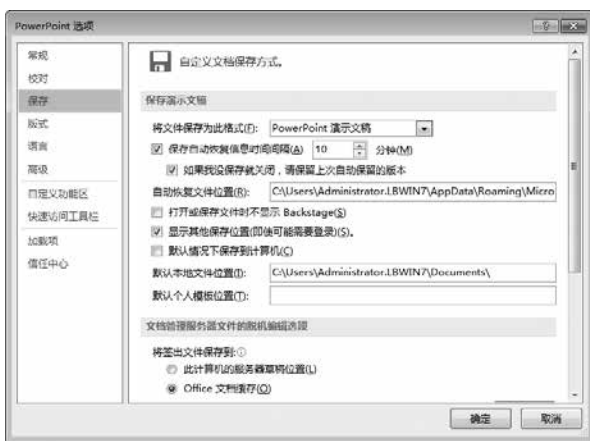 PowerPoint 选项
常规
校对
保存
版式
语言
高级
自定义功能区
快速访问工具栏
加载项
信任中心
自定义文档保存方式。
保存演示文稿
将文件保存为此格式(F): PowerPoint 演示文稿
保存自动恢复信息时间间隔(A) 10 分钟(M)
如果我没保存就关闭，请保留上次自动保留的版本
自动恢复文件位置(R): C:\Users\Administrator.LBWIN7\AppData\Roaming\Micro
打开或保存文件时不显示 Backstage(S)
显示其他保存位置(即使可能需要登录)(S)。
默认情况下保存到计算机(C)
默认本地文件位置(I): C:\Users\Administrator.LBWIN7\Documents\
默认个人模板位置(T):
文档管理服务器文件的脱机编辑选项
将签出文件保存到:
此计算机的服务器草稿位置(L)
Office 文档缓存(O)
确定 取消